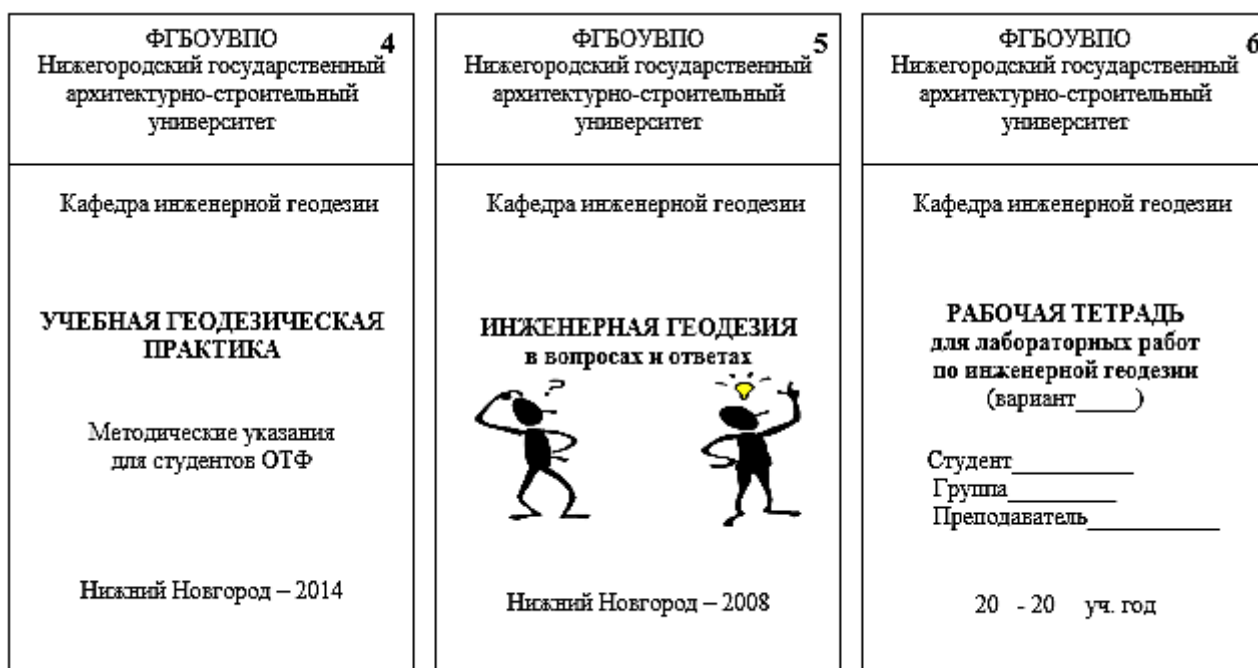 ФГБОУВПО 4
Нижегородский государственный
архитектурно-строительный
университет
Кафедра инженерной геодезии
УЧЕБНАЯ ГЕОДЕЗИЧЕСКАЯ
ПРАКТИКА
Методические указания
для студентов ОТФ
Нижний Новгород – 2014
ФГБОУВПО 5
Нижегородский государственный
архитектурно-строительный
университет
Кафедра инженерной геодезии
ИНЖЕНЕРНАЯ ГЕОДЕЗИЯ
в вопросах и ответах
?
Нижний Новгород – 2008
ФГБОУВПО 6
Нижегородский государственный
архитектурно-строительный
университет
Кафедра инженерной геодезии
РАБОЧАЯ ТЕТРАДЬ
для лабораторных работ
по инженерной геодезии
(вариант_____)
Студент__________
Группа_________
Преподаватель___________
20 - 20 уч. год